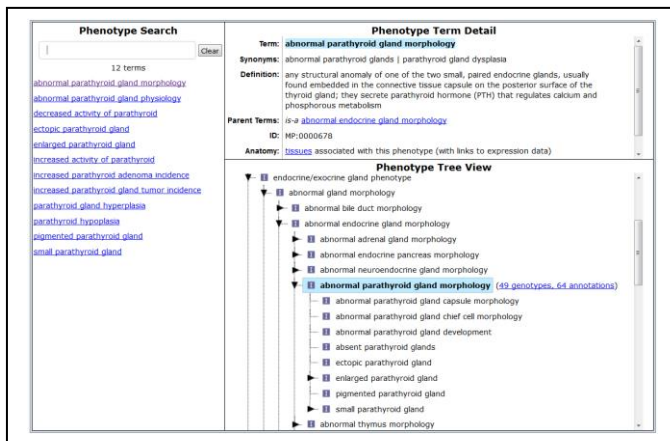 Phenotype Search
Clear
12 terms
abnormal parathyroid gland morphology
abnormal parathyroid gland physiology
decreased activity of parathyroid
ectopic parathyroid gland
enlarged parathyroid gland
increased activity of parathyroid
increased parathyroid adenoma incidence
increased parathyroid gland tumor incidence
parathyroid gland hyperplasia
parathyroid hypoplasia
pigmented parathyroid gland
small parathyroid gland
Phenotype Term Detail
Term: abnormal parathyroid gland morphology
Synonyms: abnormal parathyroid glands | parathyroid gland dysplasia
Definition: any structural anomaly of one of the two small, paired endocrine glands, usually
found embedded in the connective tissue capsule on the posterior surface of the
thyroid gland; they secrete parathyroid hormone (PTH) that regulates calcium and
phosphorous metabolism
Parent Terms: is-a abnormal endocrine gland morphology
ID: MP:0000678
Anatomy: tissues associated with this phenotype (with links to expression data)
Phenotype Tree View
endocrine/exocrine gland phenotype
abnormal gland morphology
abnormal bile duct morphology
abnormal endocrine gland morphology
abnormal adrenal gland morphology
abnormal endocrine pancreas morphology
abnormal neuroendocrine gland morphology
abnormal parathyroid gland morphology (49 genotypes, 64 annotations)
abnormal parathyroid gland capsule morphology
abnormal parathyroid gland chief cell morphology
abnormal parathyroid gland development
absent parathyroid glands
ectopic parathyroid gland
enlarged parathyroid gland
pigmented parathyroid gland
small parathyroid gland
abnormal thymus morphology